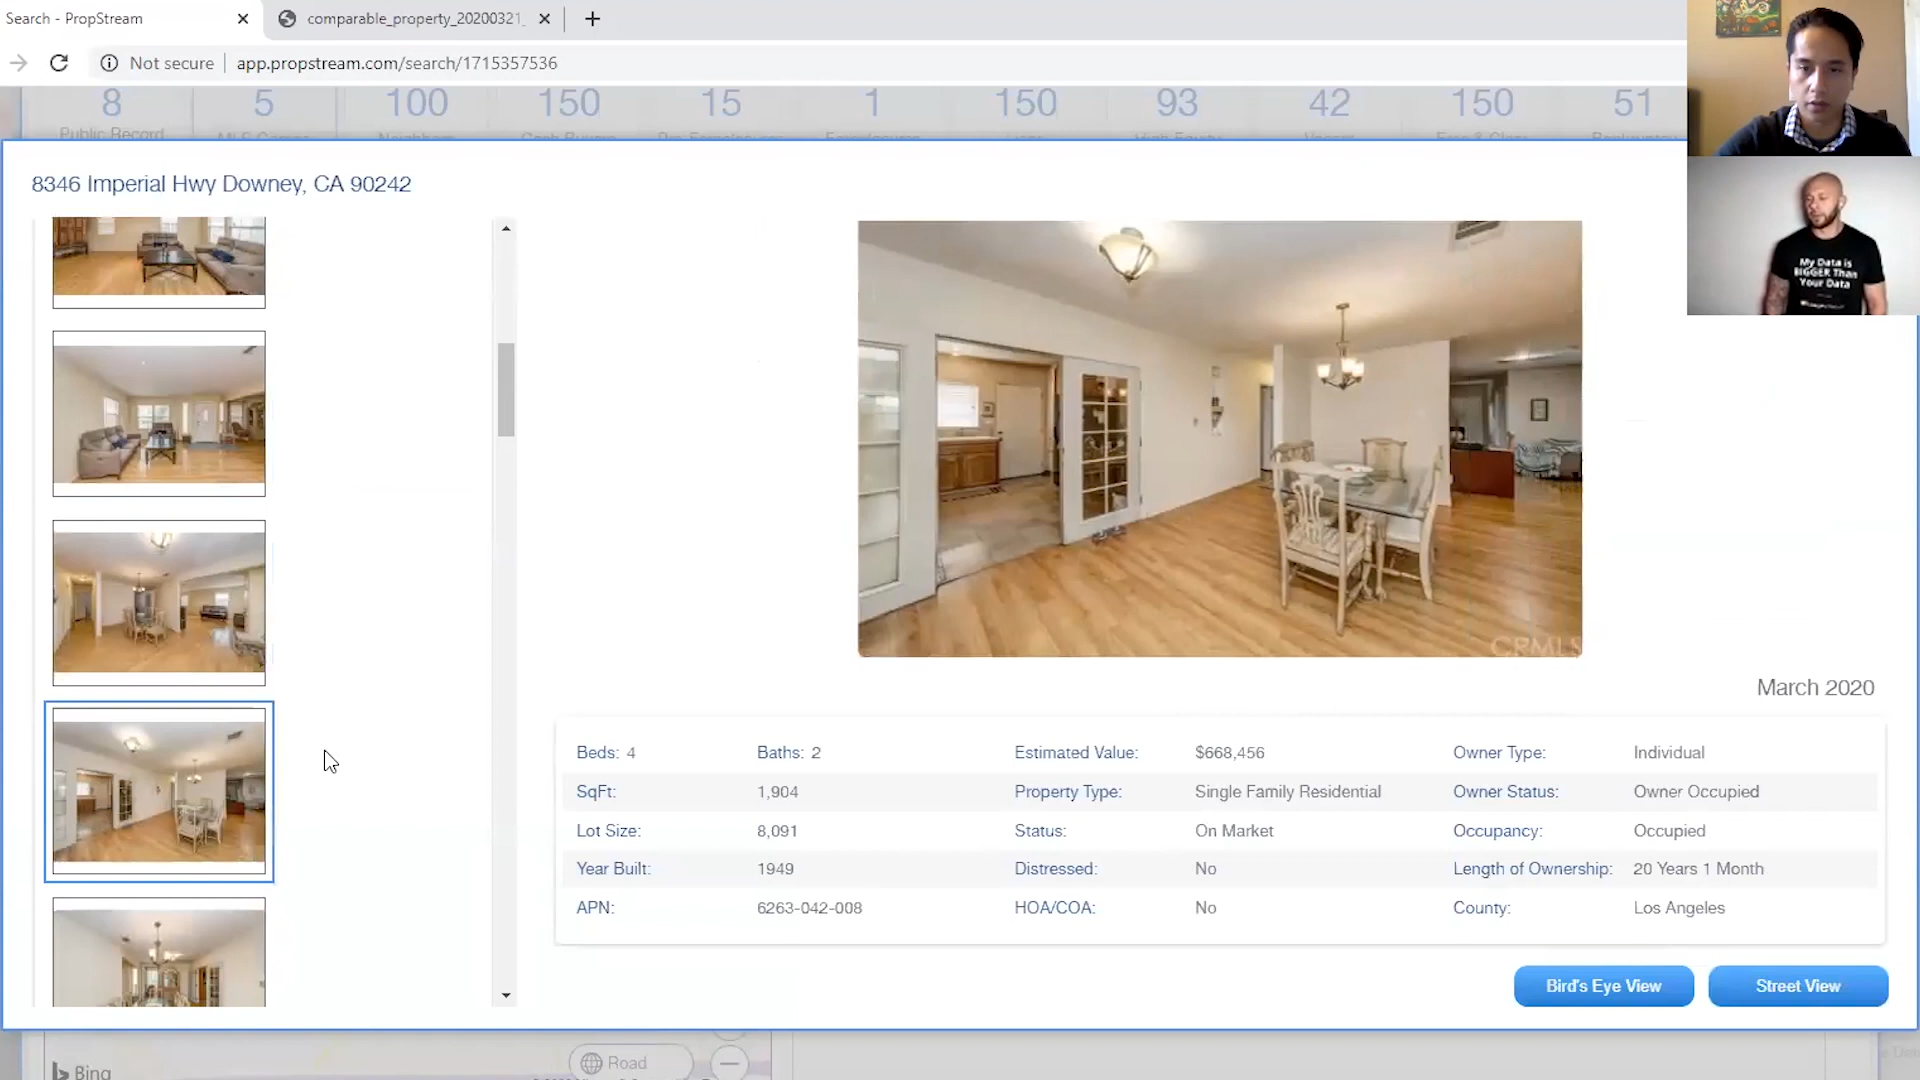 Search - PropStream
comparable_property_20200321_
Not secure app.propstream.com/search/1715357536
8 5 100 150 15 1 150 93 42 150 51
Public Record
8346 Imperial Hwy Downey, CA 90242
My Data is
BIGGER Than
Your Data
CRMLS
March 2020
Beds: 4 Baths: 2 Estimated Value: $668,456 Owner Type: Individual
SqFt: 1,904 Property Type: Single Family Residential Owner Status: Owner Occupied
Lot Size: 8,091 Status: On Market Occupancy: Occupied
Year Built: 1949 Distressed: No Length of Ownership: 20 Years 1 Month
APN: 6263-042-008 HOA/COA: No County: Los Angeles
Bird's Eye View Street View
Bing Road